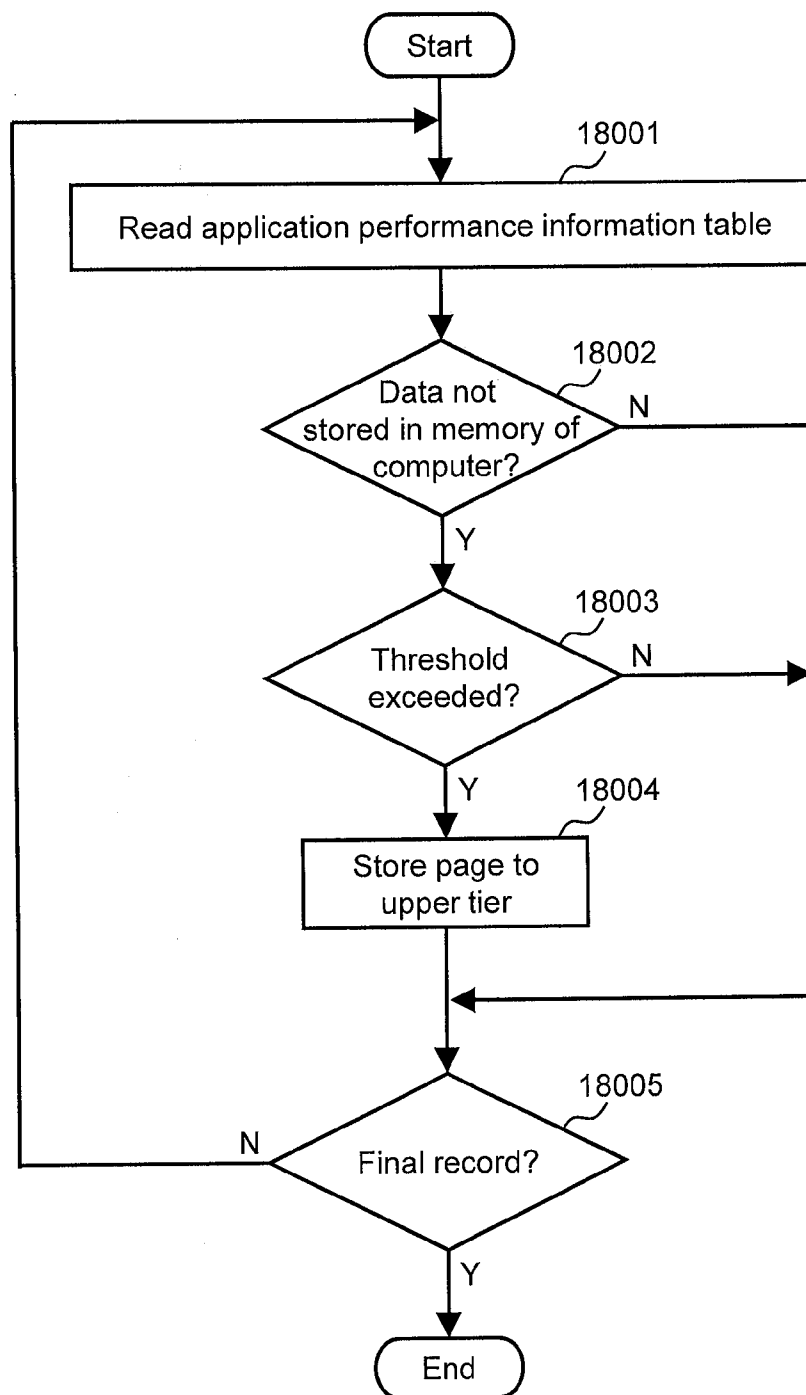 Start
18001
Read application performance information table
18002
Data not
stored in memory of
computer?
N
Y
18003
Threshold
exceeded?
N
Y
18004
Store page to
upper tier
18005
Final record?
N
Y
End